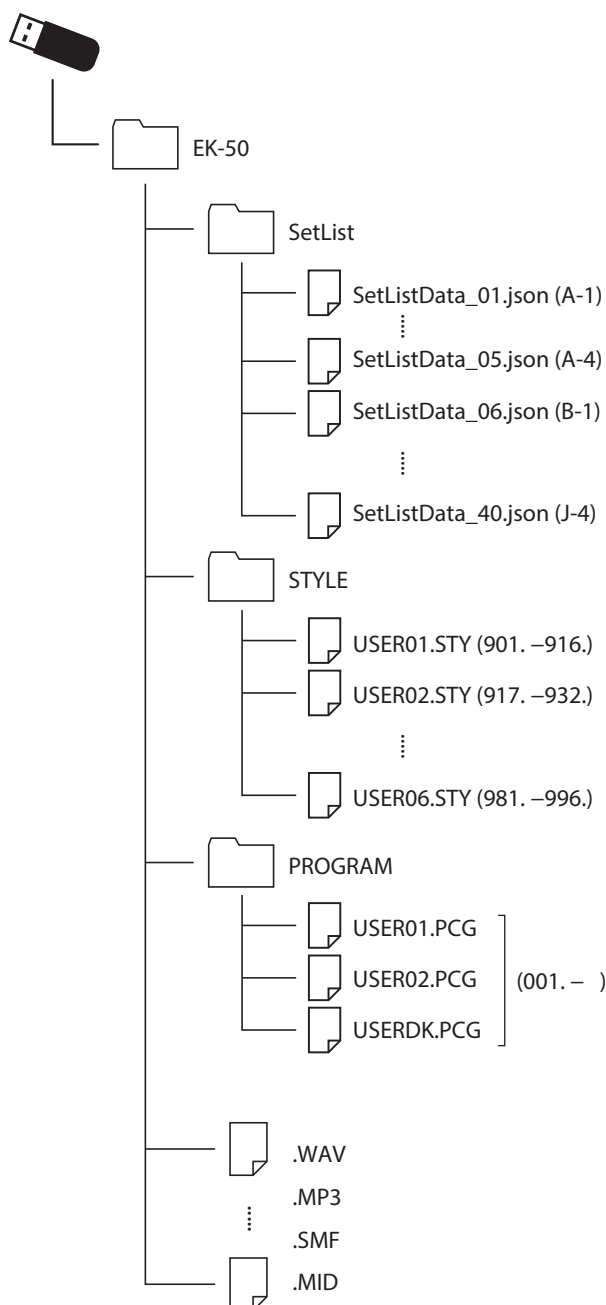 EK-50
SetList
SetListData_01.json (A-1)
SetListData_05.json (A-4)
SetListData_06.json (B-1)
SetListData_40.json (J-4)
STYLE
USER01.STY (901. –916.)
USER02.STY (917. –932.)
USER06.STY (981. –996.)
PROGRAM
USER01.PCG
USER02.PCG
(001. – )
USERDK.PCG
.WAV
.MP3
.SMF
.MID